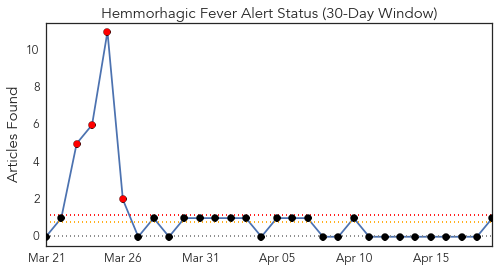 Hemmorhagic Fever Alert Status (30-Day Window)
Articles Found
10
8
6
4
2
0
Mar 21 Mar 26 Mar 31 Apr 05 Apr 10 Apr 15